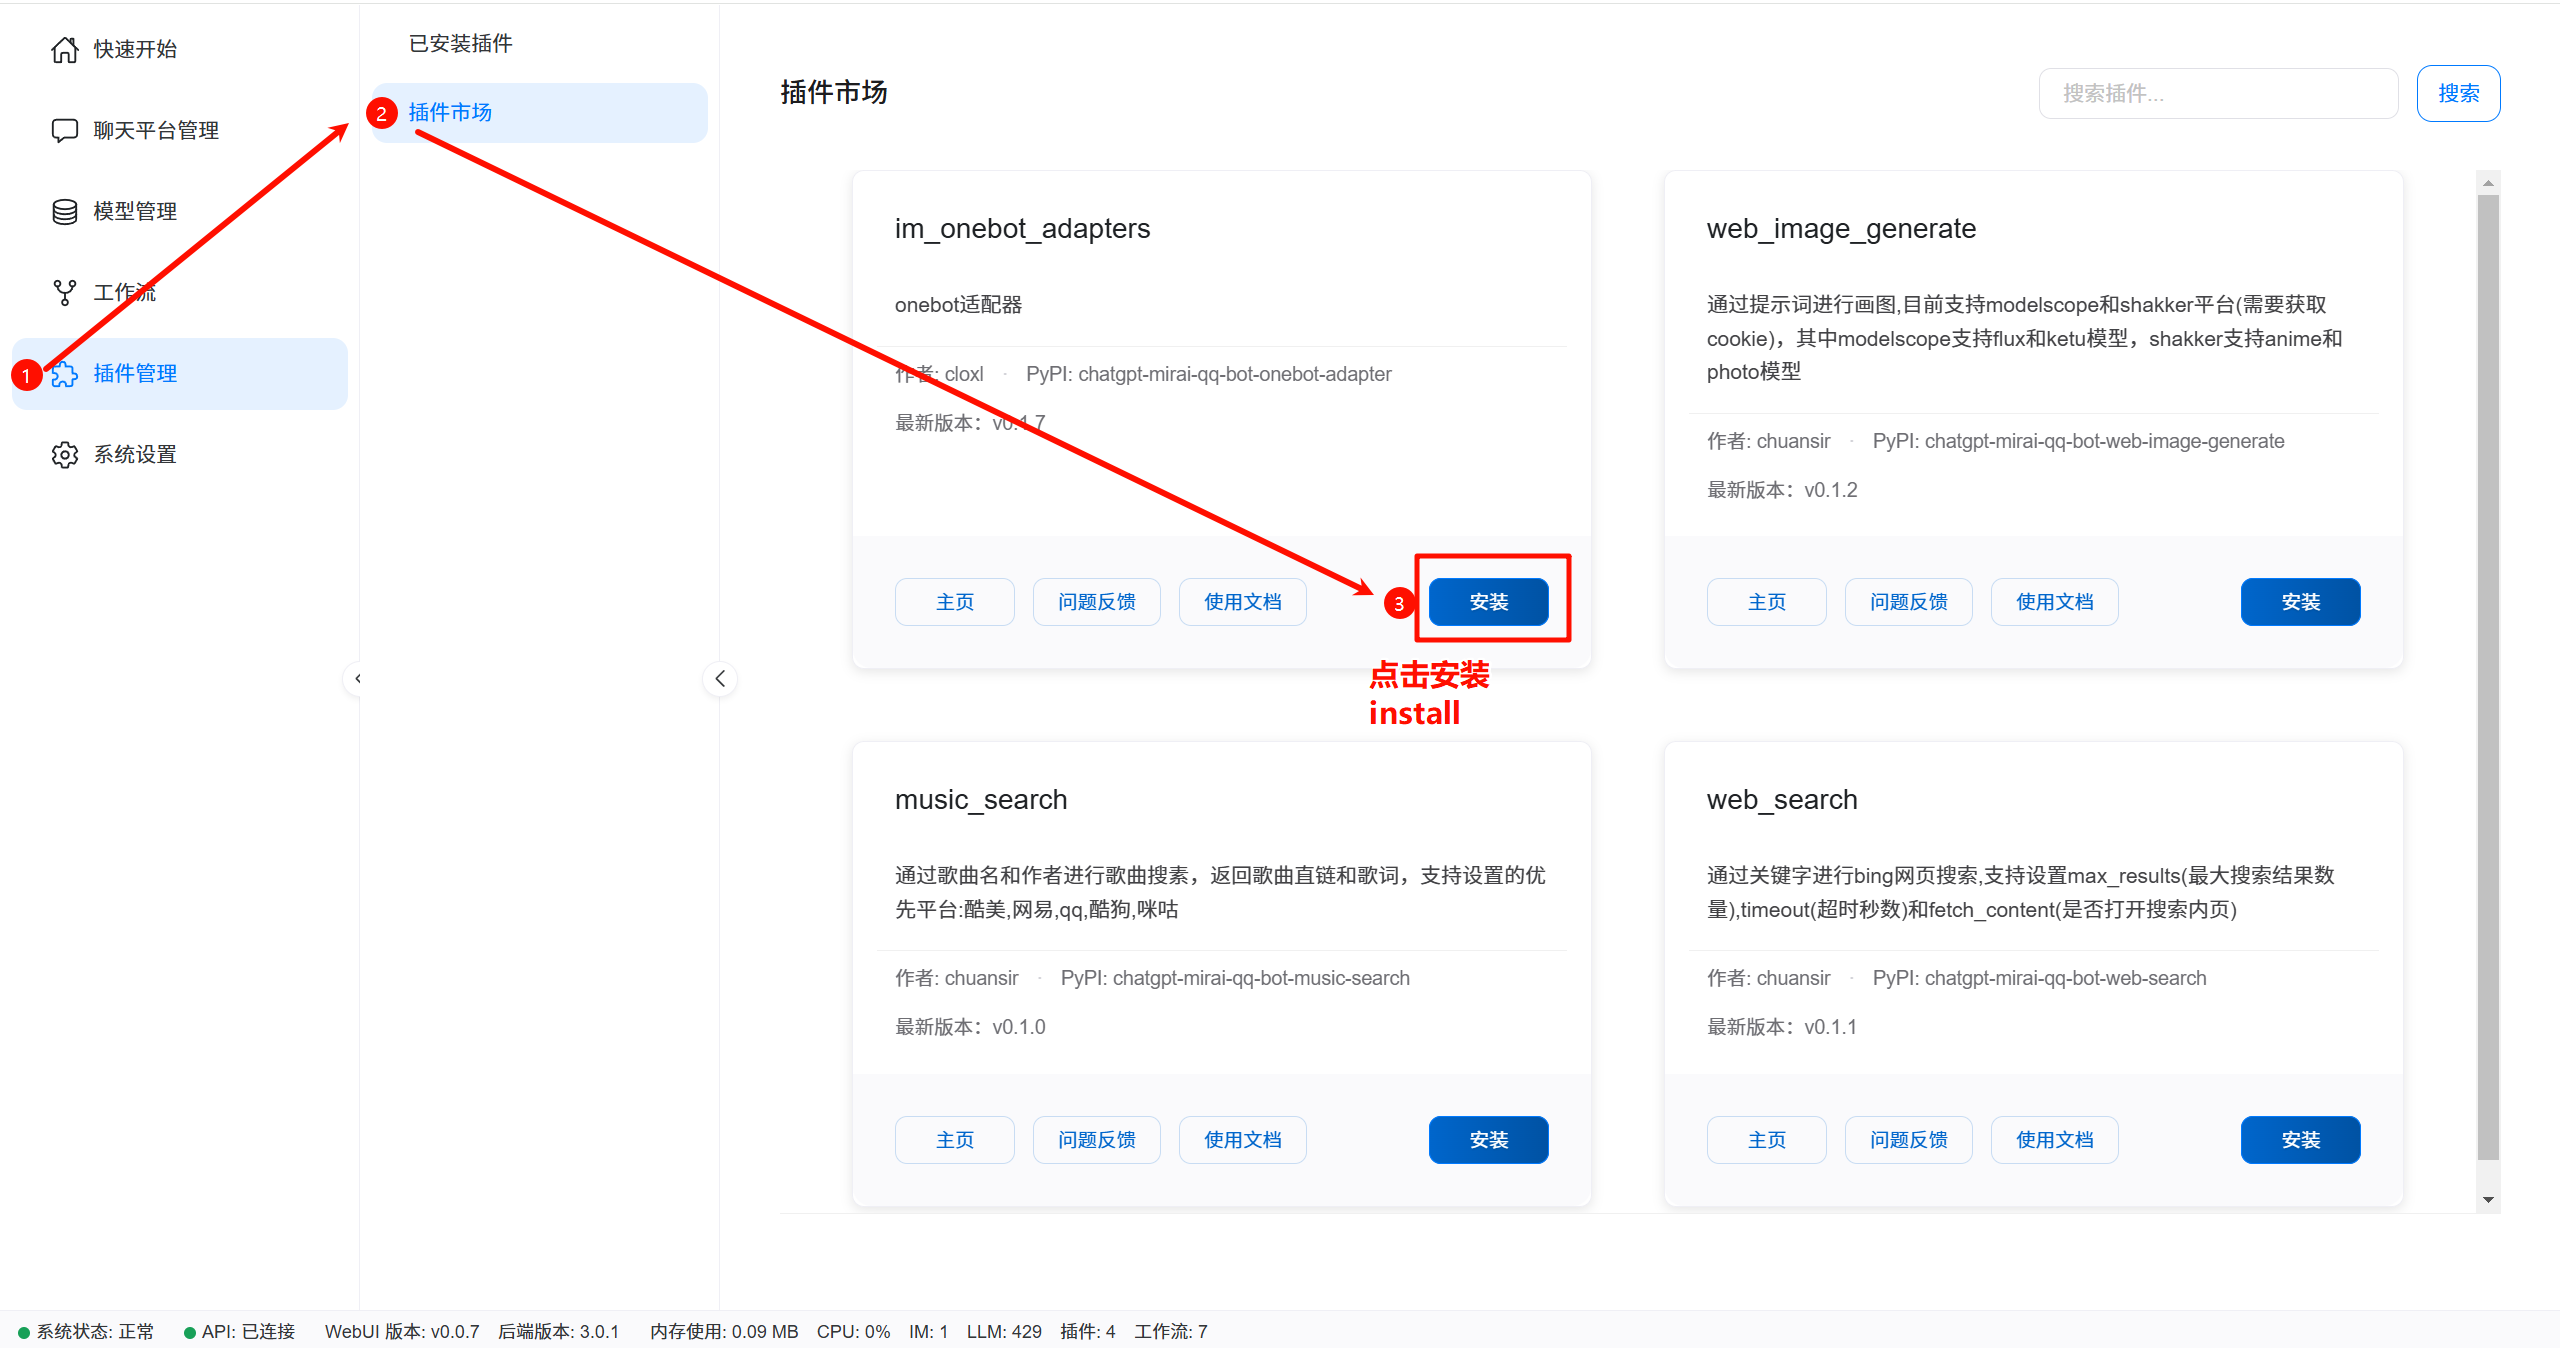 快速开始
聊天平台管理
模型管理
工作流
1
插件管理
系统设置
已安装插件
2
插件市场
插件市场
搜索插件...
搜索
im_onebot_adapters
onebot适配器
作者: cloxl · PyPI: chatgpt-mirai-qq-bot-onebot-adapter
最新版本：v0.1.7
主页
问题反馈
使用文档
3
安装
点击安装
install
web_image_generate
通过提示词进行画图,目前支持modelscope和shakker平台(需要获取
cookie)，其中modelscope支持flux和ketu模型，shakker支持anime和
photo模型
作者: chuansir · PyPI: chatgpt-mirai-qq-bot-web-image-generate
最新版本：v0.1.2
主页
问题反馈
使用文档
安装
music_search
通过歌曲名和作者进行歌曲搜素，返回歌曲直链和歌词，支持设置的优
先平台:酷美,网易,qq,酷狗,咪咕
作者: chuansir · PyPI: chatgpt-mirai-qq-bot-music-search
最新版本：v0.1.0
主页
问题反馈
使用文档
安装
web_search
通过关键字进行bing网页搜索,支持设置max_results(最大搜索结果数
量),timeout(超时秒数)和fetch_content(是否打开搜索内页)
作者: chuansir · PyPI: chatgpt-mirai-qq-bot-web-search
最新版本：v0.1.1
主页
问题反馈
使用文档
安装
系统状态: 正常 API: 已连接 WebUI 版本: v0.0.7 后端版本: 3.0.1 内存使用: 0.09 MB CPU: 0% IM: 1 LLM: 429 插件: 4 工作流: 7